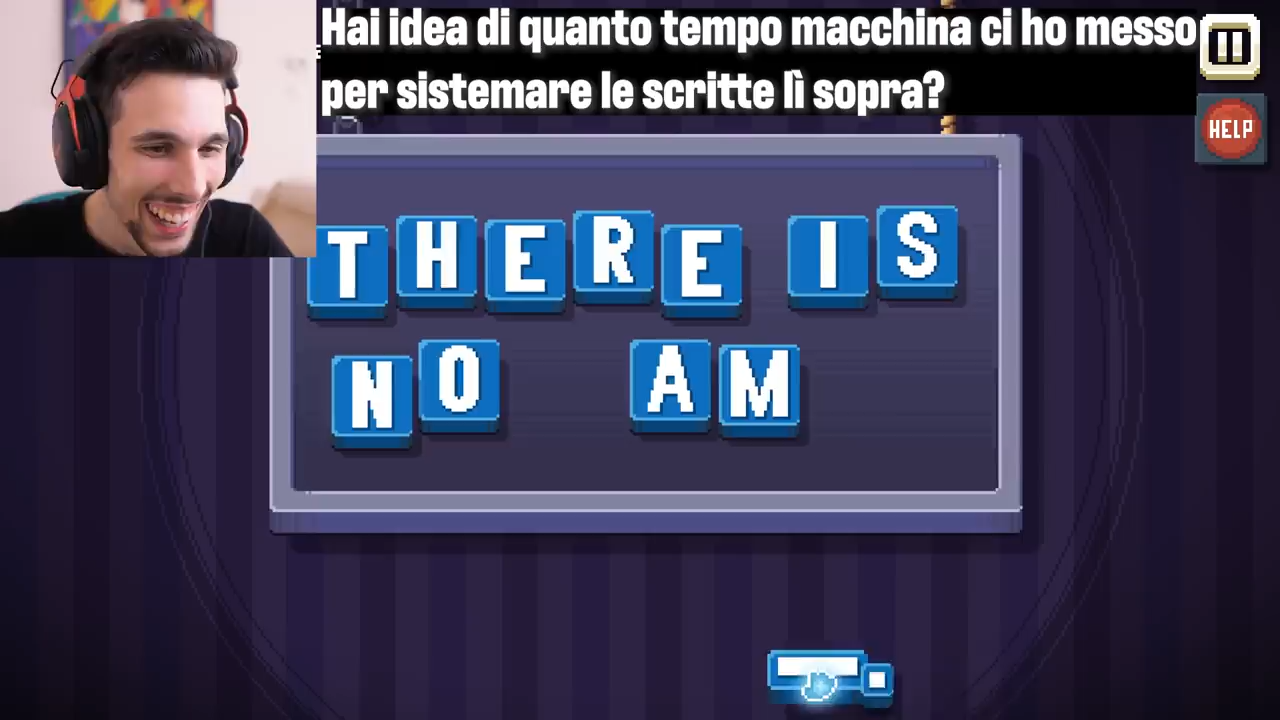 Hai idea di quanto tempo macchina ci ho messo
per sistemare le scritte lì sopra?
HELP
THERE IS
NO AM